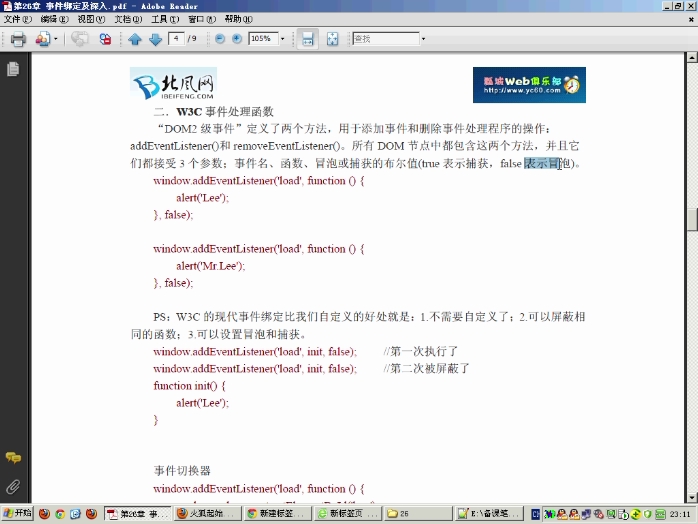 第26章 事件绑定及深入.pdf - Adobe Reader
文件(F) 编辑(E) 视图(V) 文档(D) 工具(T) 窗口(W) 帮助(H)
4 / 9 105% 查找
北风网
IBEIFENG.COM
瓢城Web俱乐部
http://www.yc60.com
二．W3C 事件处理函数
“DOM2 级事件”定义了两个方法，用于添加事件和删除事件处理程序的操作：
addEventListener()和 removeEventListener()。所有 DOM 节点中都包含这两个方法，并且它
们都接受 3 个参数；事件名、函数、冒泡或捕获的布尔值(true 表示捕获，false 表示冒泡)。
window.addEventListener('load', function () {
alert('Lee');
}, false);
window.addEventListener('load', function () {
alert('Mr.Lee');
}, false);
PS：W3C 的现代事件绑定比我们自定义的好处就是：1.不需要自定义了；2.可以屏蔽相
同的函数；3.可以设置冒泡和捕获。
window.addEventListener('load', init, false); //第一次执行了
window.addEventListener('load', init, false); //第二次被屏蔽了
function init() {
alert('Lee');
}
事件切换器
window.addEventListener('load', function () {
开始 第26章 事... 火狐起始... 新建标签... 新标签页 ... 26 E:\备课笔... 23:11